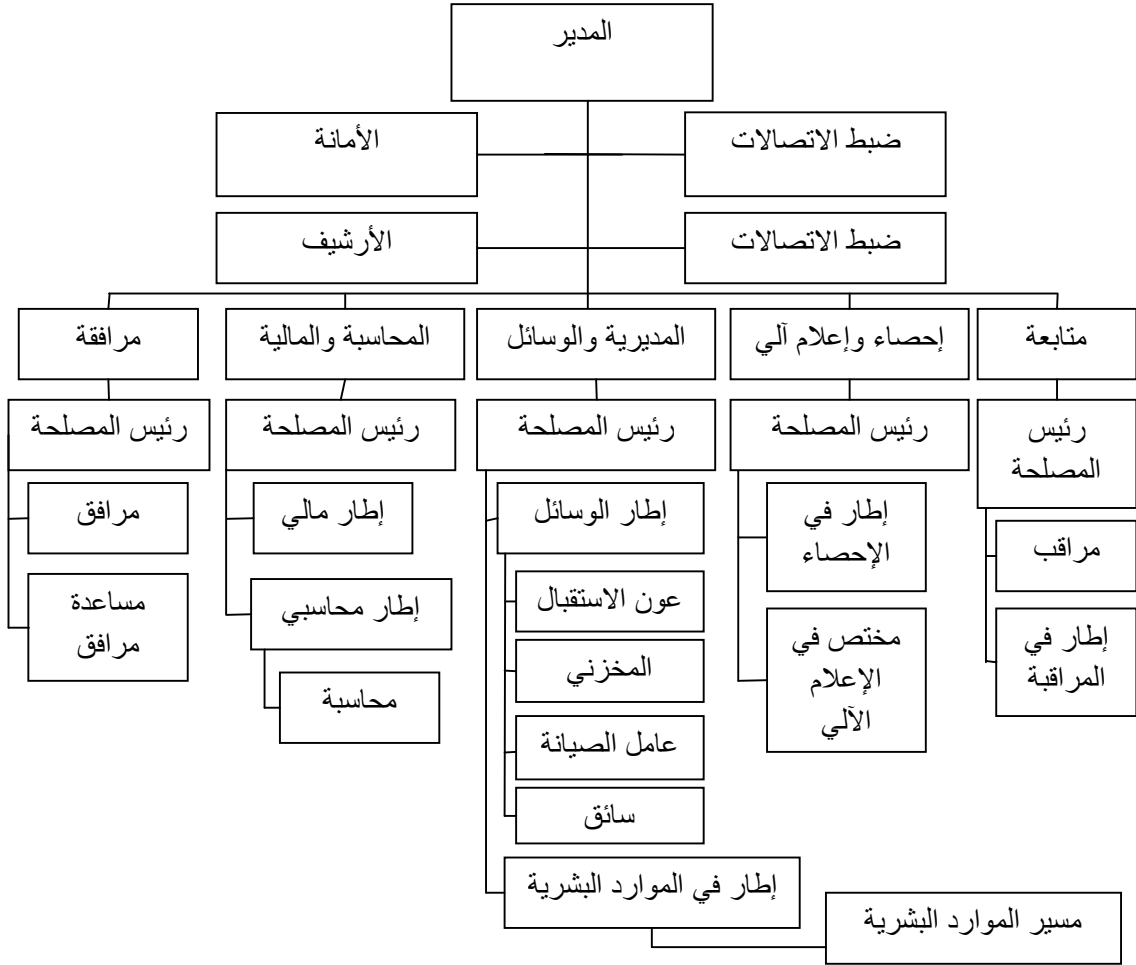 المدير
ضبط الاتصالات
الأمانة
ضبط الاتصالات
الأرشيف
متابعة
إحصاء وإعلام آلي
المديرية والوسائل
المحاسبة والمالية
مرافقة
رئيس
المصلحة
رئيس المصلحة
رئيس المصلحة
رئيس المصلحة
رئيس المصلحة
مراقب
إطار في
المراقبة
إطار في
الإحصاء
مختص في
الإعلام
الآلي
إطار الوسائل
عون الاستقبال
المخزني
عامل الصيانة
سائق
إطار في الموارد البشرية
مسير الموارد البشرية
إطار مالي
إطار محاسبي
محاسبة
مرافق
مساعدة
مرافق